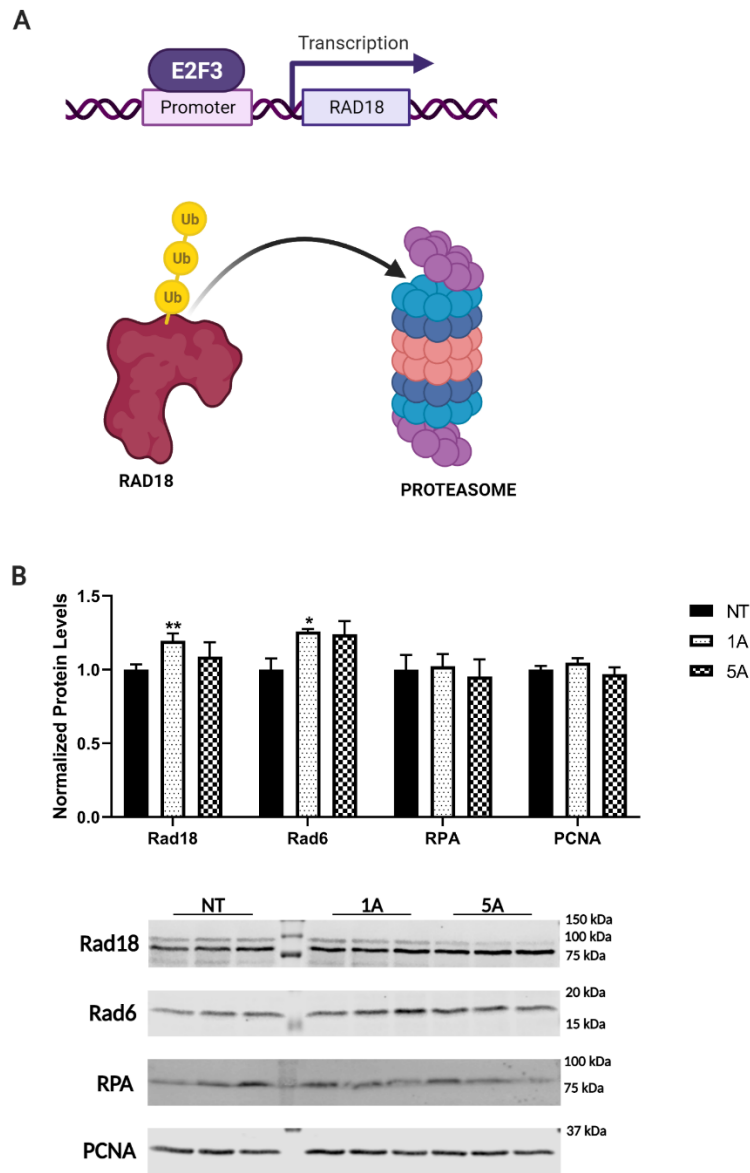 A
Transcription
E2F3
Promoter
RAD18
Ub
Ub
Ub
RAD18
PROTEASOME
B
Normalized Protein Levels
1.5
1.0
0.5
0.0
**
*
Rad18
Rad6
RPA
PCNA
NT
1A
5A
NT
1A
5A
Rad18
150 kDa
100 kDa
75 kDa
Rad6
20 kDa
15 kDa
RPA
100 kDa
75 kDa
PCNA
37 kDa